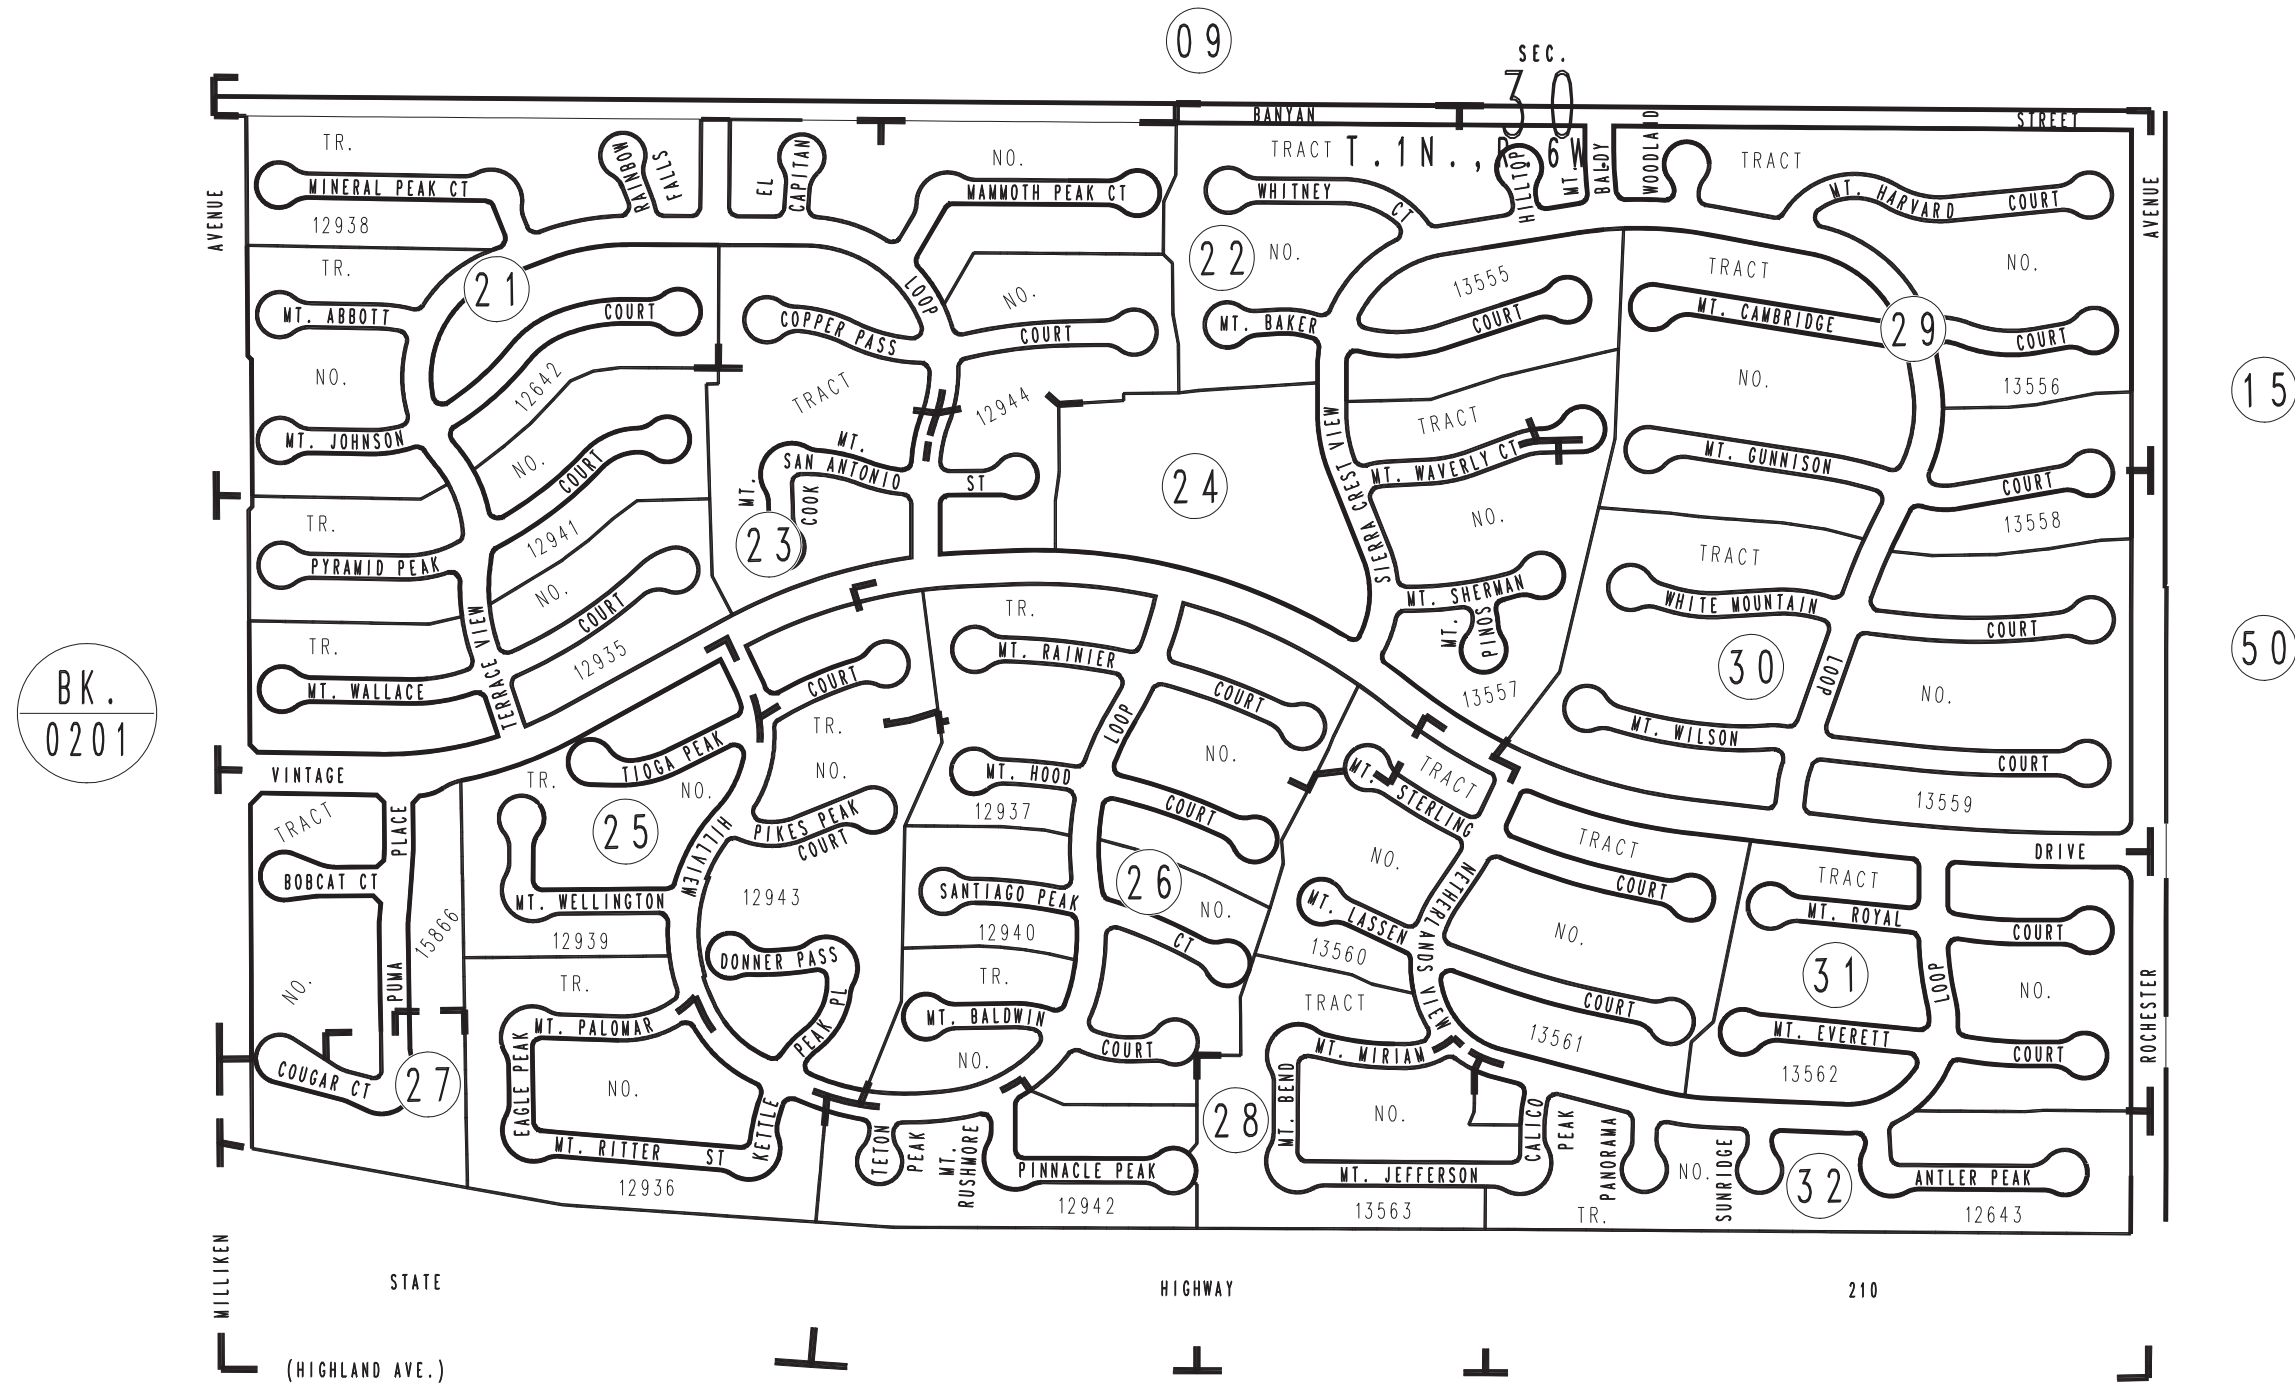 09
SEC.
30
T. 1N., R. 6W.
BANYAN STREET
AVENUE
AVENUE
TR.
NO.
12938
MINERAL PEAK CT
RAINBOW FALLS
EL CAPITAN
MAMMOTH PEAK CT
NO.
TRACT
WHITNEY CT
HILLTOP
MT. BALDY
WOODLAND
TRACT
MT. HARVARD COURT
NO.
21
22
NO.
TR.
MT. ABBOTT COURT
NO.
12642
LOOP
COPPER PASS COURT
NO.
12944
TRACT
MT. BAKER COURT
13555
TRACT
MT. CAMBRIDGE COURT
29
15
NO.
13556
MT. JOHNSON COURT
NO.
12941
MT.
SAN ANTONIO ST
MT. COOK
23
24
SIERRA CREST VIEW
TRACT
MT. WAVERLY CT
NO.
MT. GUNNISON COURT
13558
TR.
PYRAMID PEAK COURT
NO.
12935
TRACT
MT. SHERMAN
MT. PINOS
13557
WHITE MOUNTAIN COURT
50
TR.
MT. WALLACE
TERRACE VIEW
BK.
0201
TR.
MT. RAINIER COURT
LOOP
NO.
30
LOOP
NO.
MT. WILSON COURT
13559
VINTAGE DRIVE
TIOGA PEAK COURT
TR.
NO.
TR.
NO.
25
HILLVIEW
PIKES PEAK
COURT
MT. HOOD COURT
12937
MT. STERLING COURT
TRACT
TRACT
NO.
TRACT
PLACE
BOBCAT CT
15866
MT. WELLINGTON
12939
12943
SANTIAGO PEAK CT
12940
26
NO.
MT. LASSEN COURT
13560
NETHERLANDS VIEW
NO.
TRACT
MT. ROYAL COURT
31
NO.
PUMA
NO.
DONNER PASS
PEAK PL
TR.
MT. BALDWIN COURT
NO.
TRACT
13561
LOOP
MT. EVERETT COURT
13562
ROCHESTER
TR.
MT. PALOMAR
EAGLE PEAK
NO.
COUGAR CT
27
MT. RITTER ST
KETTLE PEAK
12936
TETON PEAK
MT. RUSHMORE
PINNACLE PEAK
12942
28
MT. BEND
MT. MIRIAM
NO.
MT. JEFFERSON
13563
CALICO PEAK
PANORAMA
NO.
TR.
SUNRIDGE
32
ANTLER PEAK
12643
MILLIKEN
STATE HIGHWAY 210
(HIGHLAND AVE.)